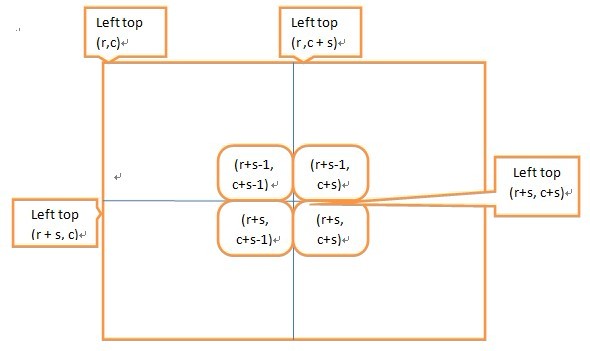 Left top
(r,c)
Left top
(r ,c + s)
(r+s-1,
c+s-1)
(r+s-1,
c+s)
Left top
(r+s, c+s)
Left top
(r + s, c)
(r+s,
c+s-1)
(r+s,
c+s)